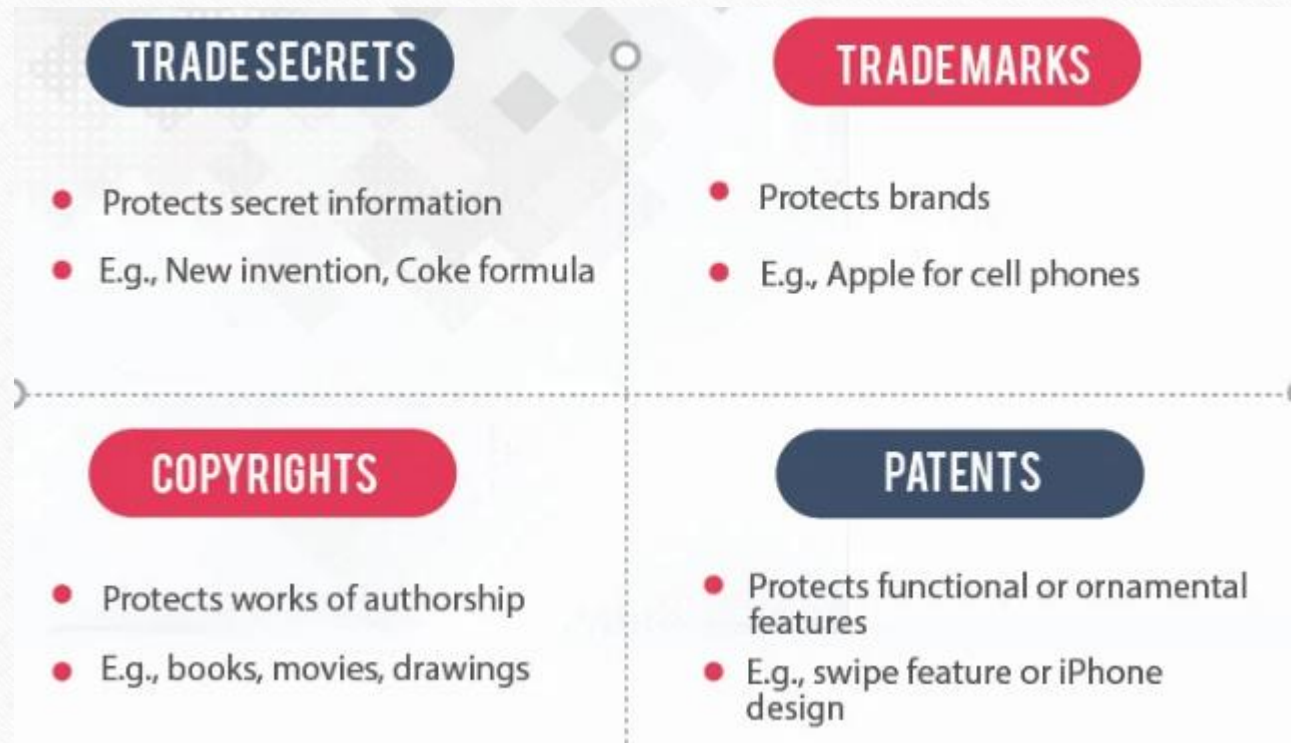 TRADE SECRETS
Protects secret information
E.g., New invention, Coke formula
TRADEMARKS
Protects brands
E.g., Apple for cell phones
COPYRIGHTS
Protects works of authorship
E.g., books, movies, drawings
PATENTS
Protects functional or ornamental
features
E.g., swipe feature or iPhone
design